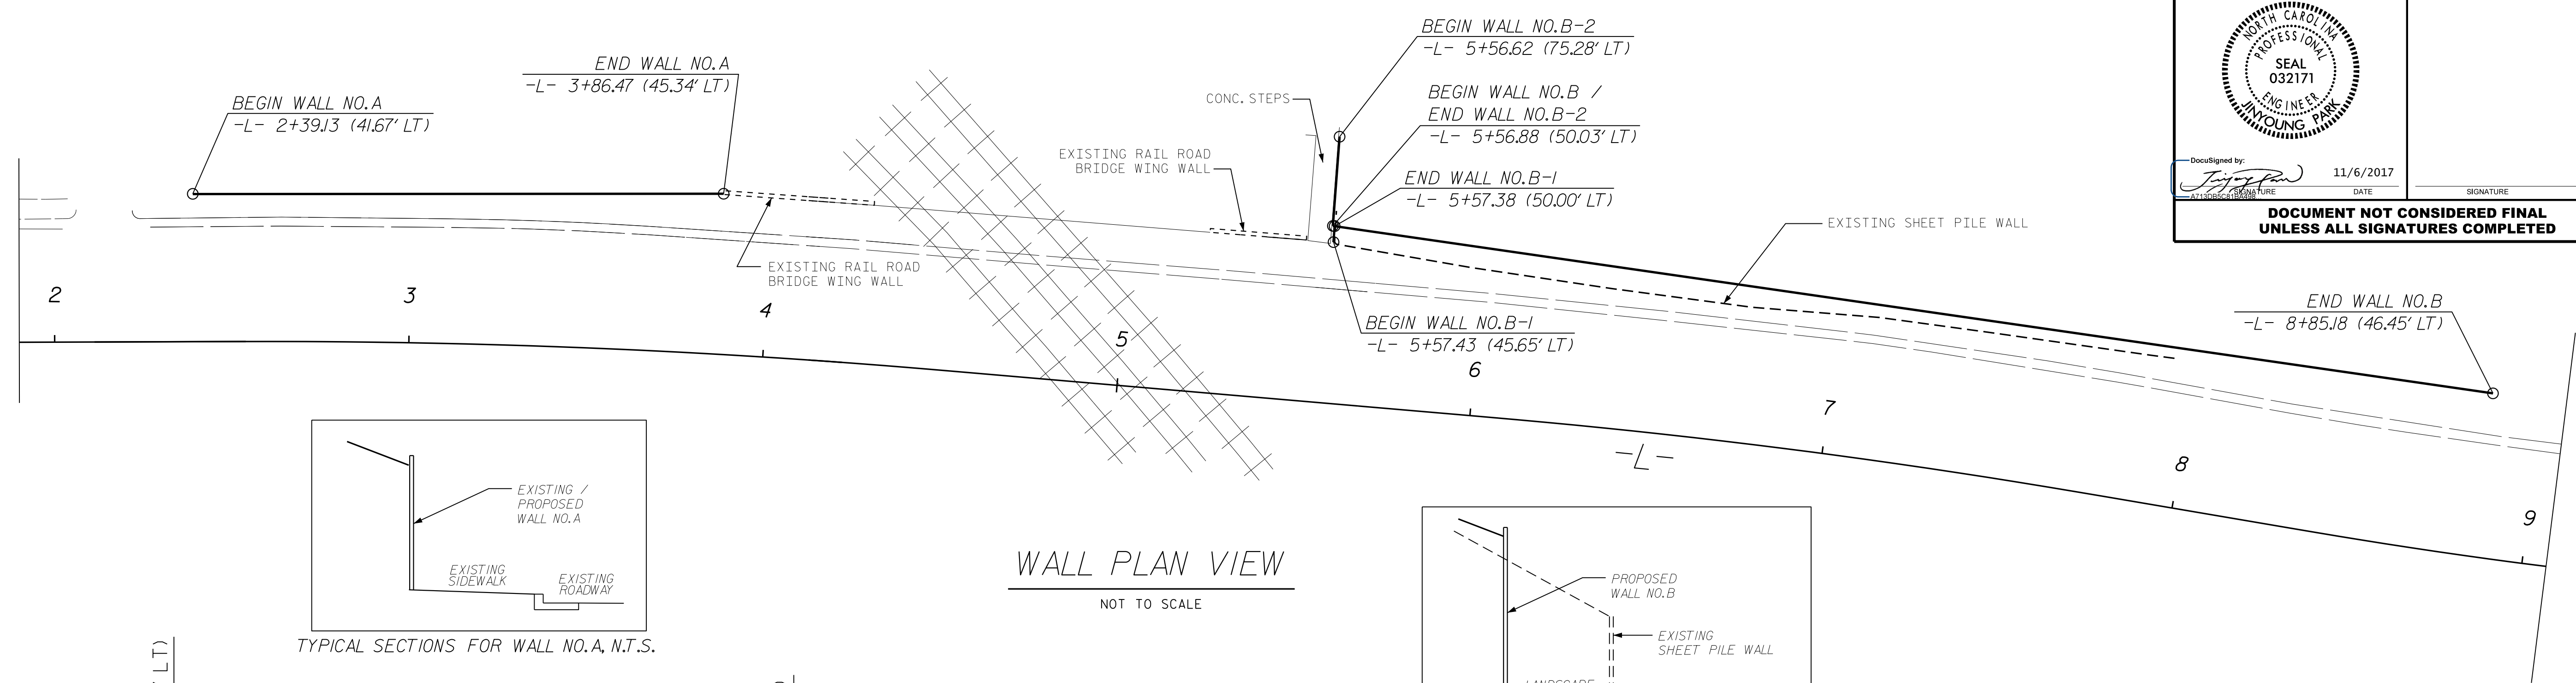 BEGIN WALL NO. A
-L- 2+39.13 (41.67' LT)
END WALL NO. A
-L- 3+86.47 (45.34' LT)
EXISTING RAIL ROAD
BRIDGE WING WALL
EXISTING RAIL ROAD
BRIDGE WING WALL
CONC. STEPS
BEGIN WALL NO. B-2
-L- 5+56.62 (75.28' LT)
BEGIN WALL NO. B /
END WALL NO. B-2
-L- 5+56.88 (50.03' LT)
END WALL NO. B-1
-L- 5+57.38 (50.00' LT)
BEGIN WALL NO. B-1
-L- 5+57.43 (45.65' LT)
EXISTING SHEET PILE WALL
END WALL NO. B
-L- 8+85.18 (46.45' LT)
2
3
4
5
6
7
8
9
-L-
NORTH CAROLINA
PROFESSIONAL
SEAL
032171
ENGINEER
JINYOUNG PARK
DocuSigned by:
11/6/2017
SIGNATURE
DATE
SIGNATURE
A713DB5C81BA498...
DOCUMENT NOT CONSIDERED FINAL
UNLESS ALL SIGNATURES COMPLETED
EXISTING /
PROPOSED
WALL NO. A
EXISTING
SIDEWALK
EXISTING
ROADWAY
TYPICAL SECTIONS FOR WALL NO. A, N.T.S.
WALL PLAN VIEW
NOT TO SCALE
PROPOSED
WALL NO. B
EXISTING
SHEET PILE WALL
LANDSCAPE
LT)